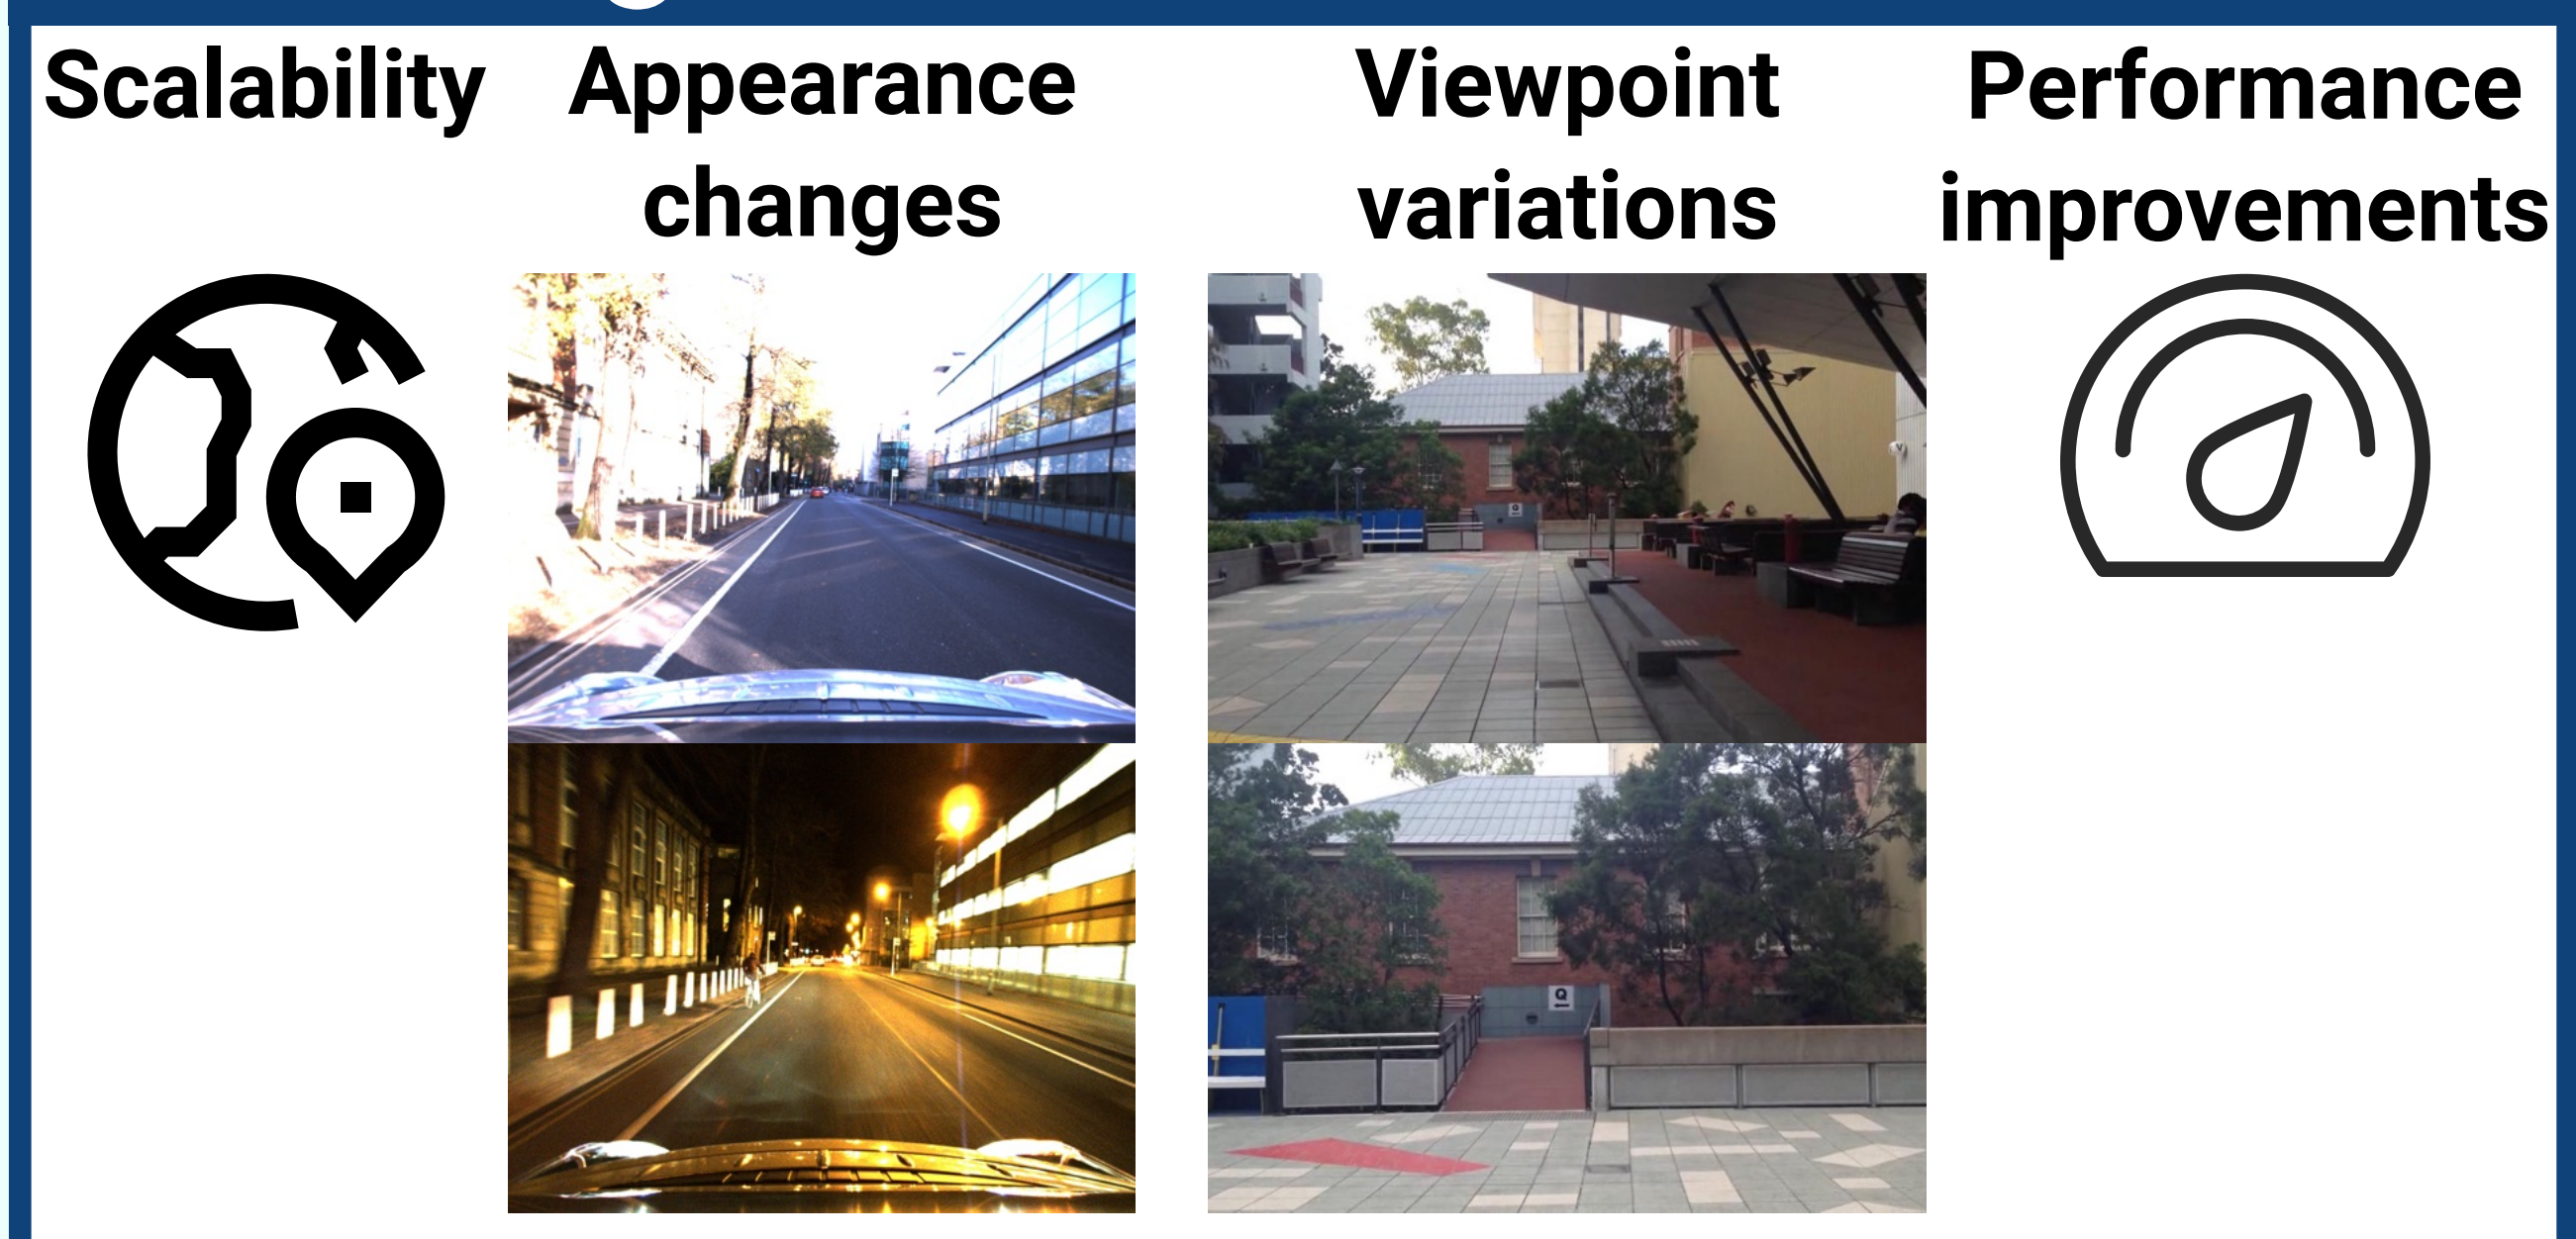 Scalability
Appearance
changes
Viewpoint
variations
Performance
improvements
Q
Q